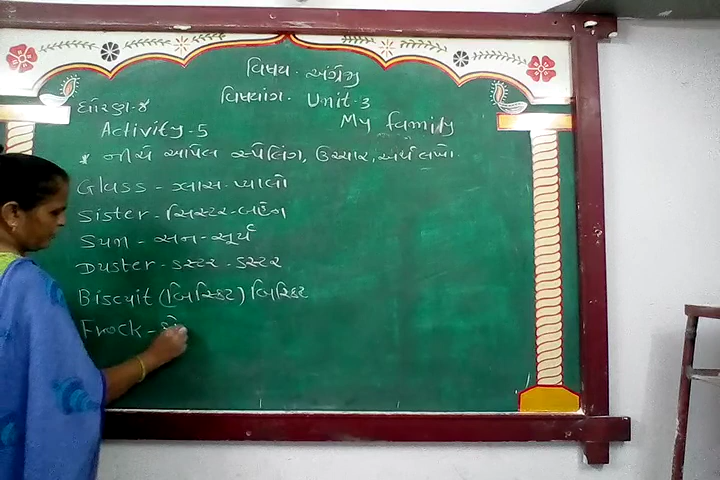 વિષય - અંગ્રેજી
વિષયાંગ - Unit - 3
ધોરણ - ૪
My family
Activity - 5
* નીચે આપેલ સ્પેલિંગ, ઉચ્ચાર, અર્થ લખો.
Glass - ગ્લાસ - પ્યાલો
Sister - સિસ્ટર - બહેન
Sun - સન - સૂર્ય
Duster - ડસ્ટર - ડસ્ટર
Biscuit (બિસ્કિટ) બિસ્કિટ
Frock -